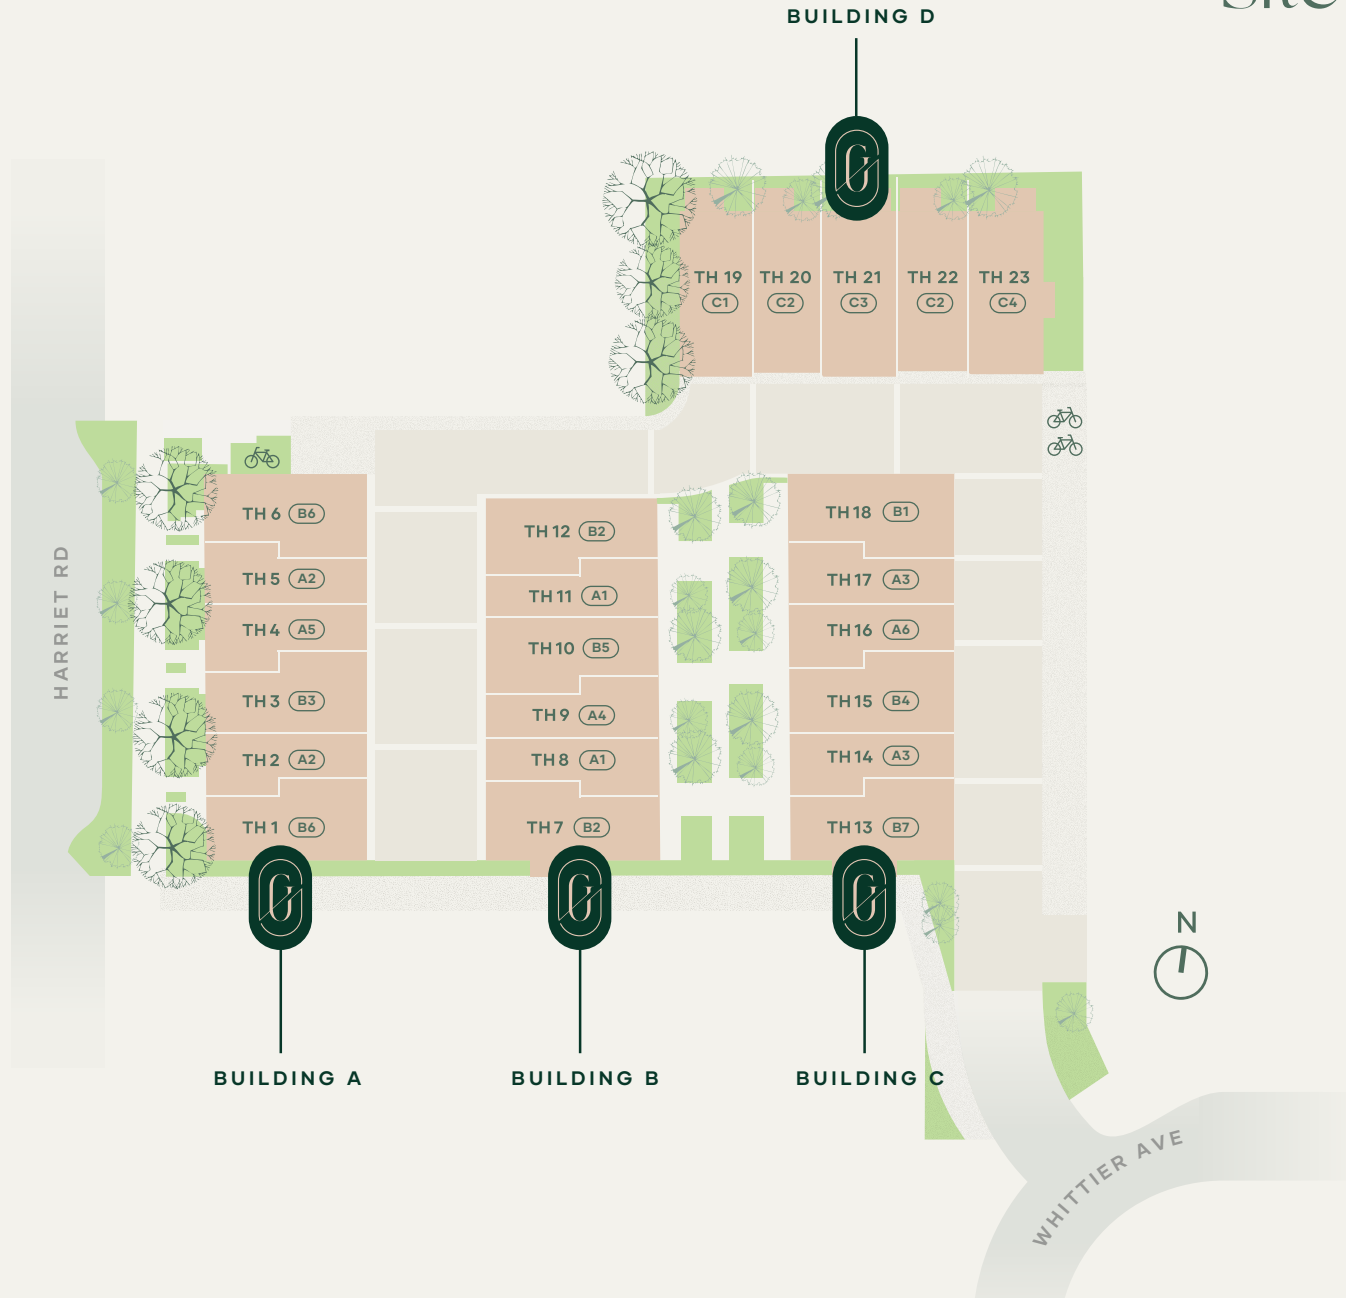 BUILDING D
TH 19 TH 20 TH 21 TH 22 TH 23
C1 C2 C3 C2 C4
TH 6 B6
TH 5 A2
TH 4 A5
TH 3 B3
TH 2 A2
TH 1 B6
TH 12 B2
TH 11 A1
TH 10 B5
TH 9 A4
TH 8 A1
TH 7 B2
TH 18 B1
TH 17 A3
TH 16 A6
TH 15 B4
TH 14 A3
TH 13 B7
HARRIET RD
N
BUILDING A
BUILDING B
BUILDING C
WHITTIER AVE